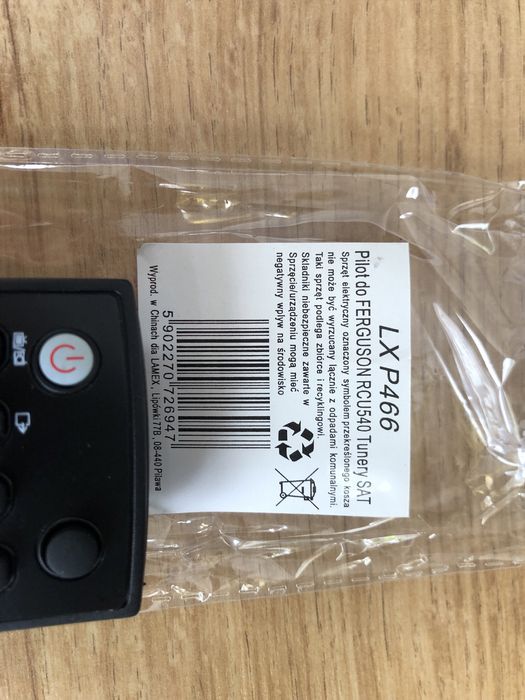 LX P466
Pilot do FERGUSON RCU540 Tunery SAT
Sprzęt elektryczny oznaczony symbolem przekreślonego kosza
nie może być wyrzucany łącznie z odpadami komunalnymi.
Taki sprzęt podlega zbiórce i recyklingowi.
Składniki niebezpieczne zawarte w
Sprzęcie/urządzeniu mogą mieć
negatywny wpływ na środowisko
5 902270 726947
Wyprod. w Chinach dla LAMEX, Lipówki 77B, 08-440 Pilawa